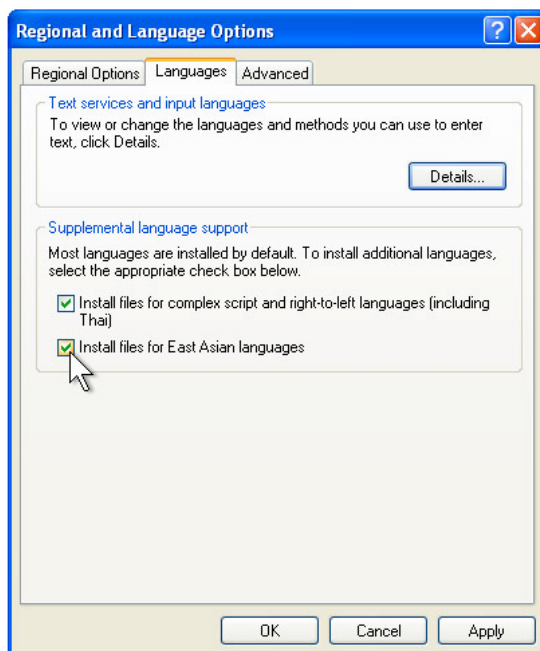 Regional and Language Options
Regional Options Languages Advanced
Text services and input languages
To view or change the languages and methods you can use to enter
text, click Details.
Details...
Supplemental language support
Most languages are installed by default. To install additional languages,
select the appropriate check box below.
Install files for complex script and right-to-left languages (including
Thai)
Install files for East Asian languages
OK Cancel Apply